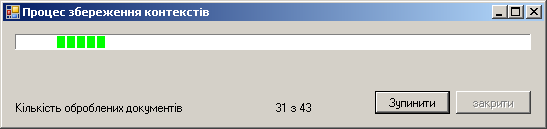 Процес збереження контекстів
Кількість оброблених документів 31 з 43 Зупинити закрити